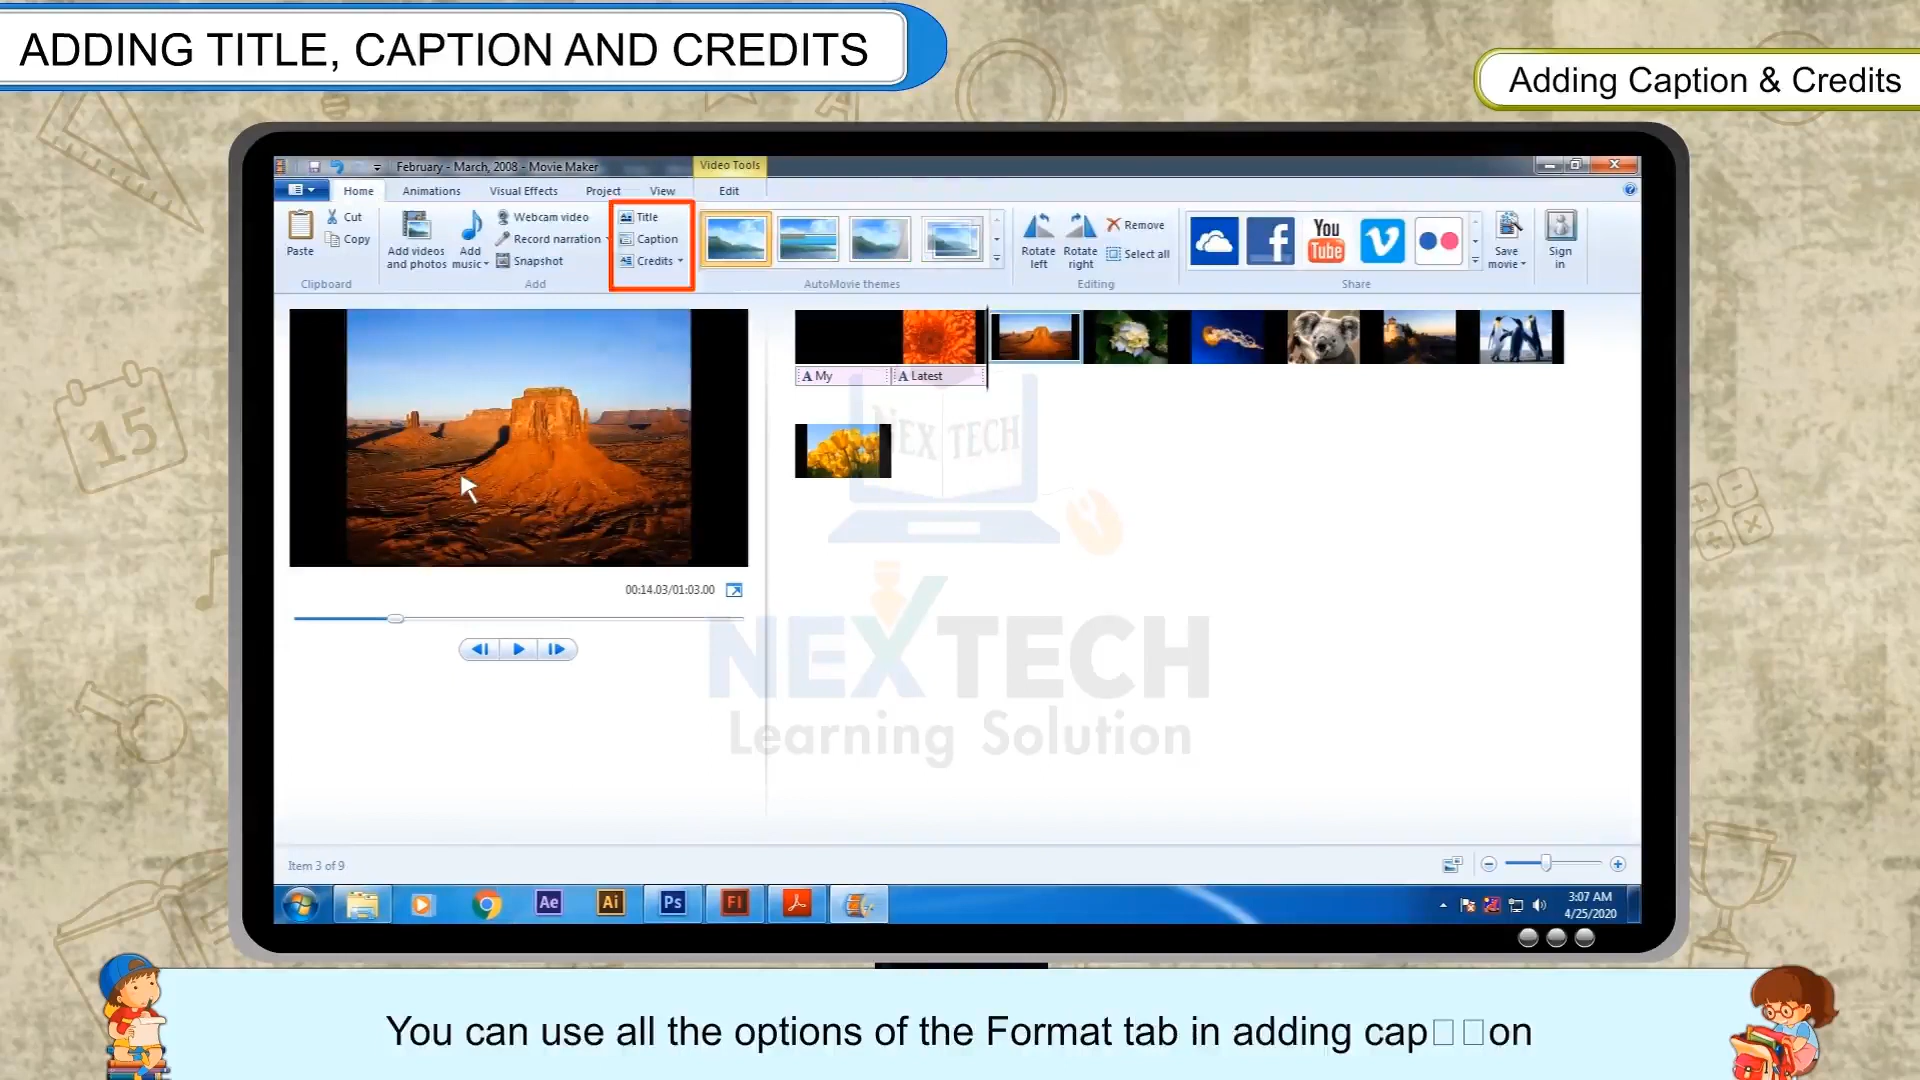 ADDING TITLE, CAPTION AND CREDITS
Adding Caption & Credits
February - March, 2008 - Movie Maker
Video Tools
Home
Animations
Visual Effects
Project
View
Edit
Paste
Cut
Copy
Clipboard
Add videos and photos
Add music
Webcam video
Record narration
Snapshot
Add
Title
Caption
Credits
AutoMovie themes
Rotate left
Rotate right
Remove
Select all
Editing
You Tube
Share
Save movie
Sign in
A My
A Latest
NEX TECH
00:14.03/01:03.00
NEXTECH
Learning Solution
Item 3 of 9
Ae
Ai
Ps
Fl
3:07 AM
4/25/2020
15
You can use all the options of the Format tab in adding cap□□on